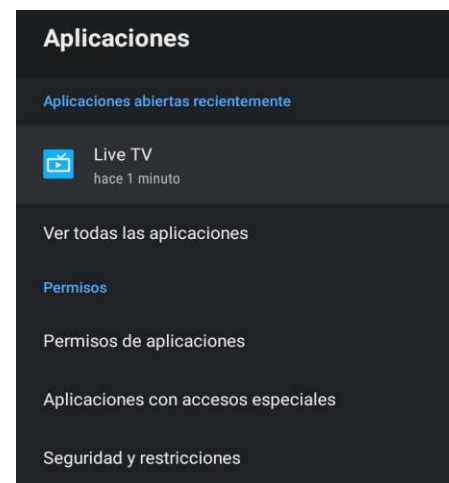 Aplicaciones
Aplicaciones abiertas recientemente
Live TV
hace 1 minuto
Ver todas las aplicaciones
Permisos
Permisos de aplicaciones
Aplicaciones con accesos especiales
Seguridad y restricciones